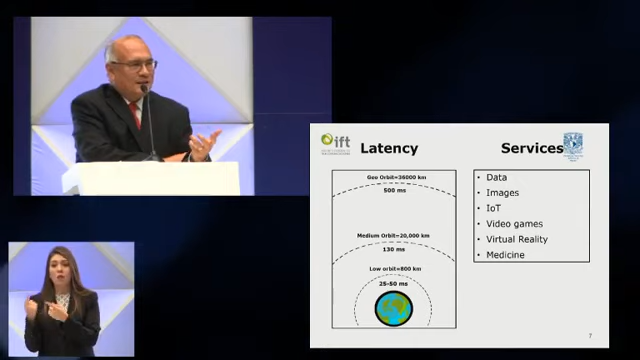 ift
Latency
Services
Geo Orbit=36000 km
500 ms
Medium Orbit=20,000 km
130 ms
Low orbit=800 km
25-50 ms
• Data
• Images
• IoT
• Video games
• Virtual Reality
• Medicine
7